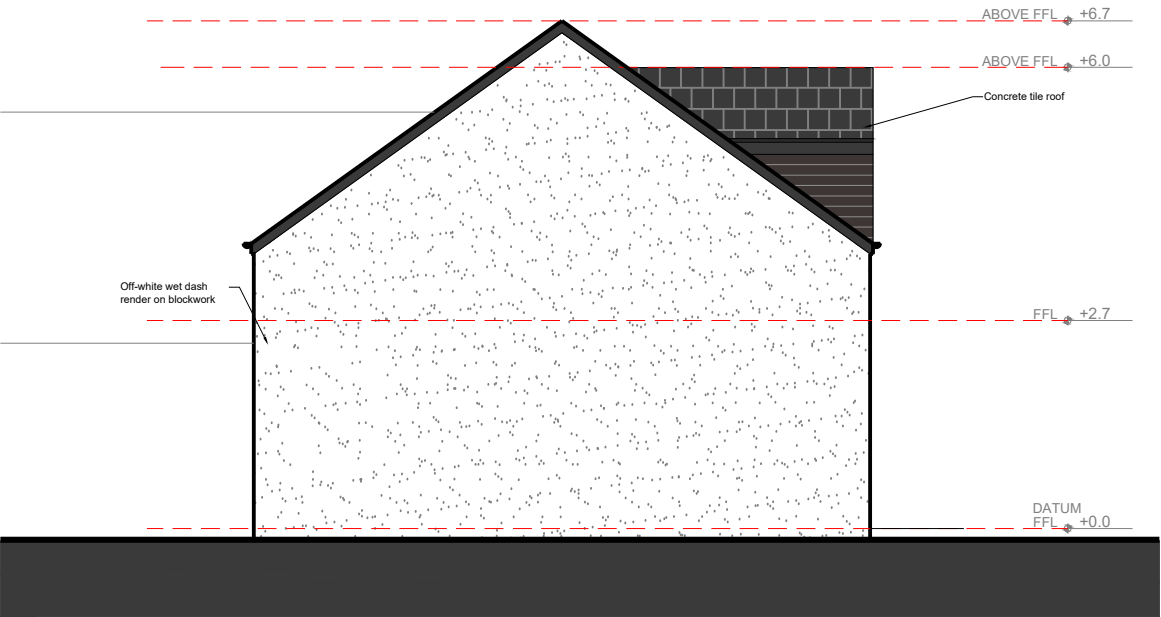 ABOVE FFL +6.7
ABOVE FFL +6.0
Concrete tile roof
Off-white wet dash
render on blockwork
FFL +2.7
DATUM
FFL +0.0